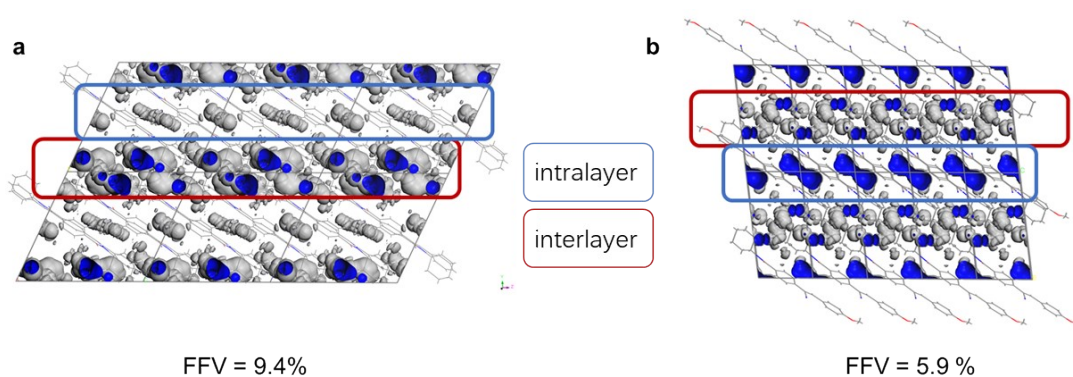 a
b
intralayer
interlayer
FFV = 9.4%
FFV = 5.9 %